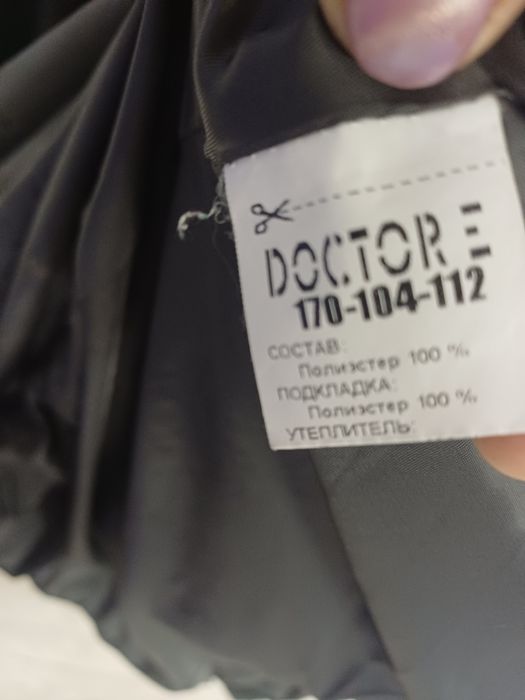 DOCTOR E
170-104-112
СОСТАВ:
Полиэстер 100 %
ПОДКЛАДКА:
Полиэстер 100 %
УТЕПЛИТЕЛЬ: